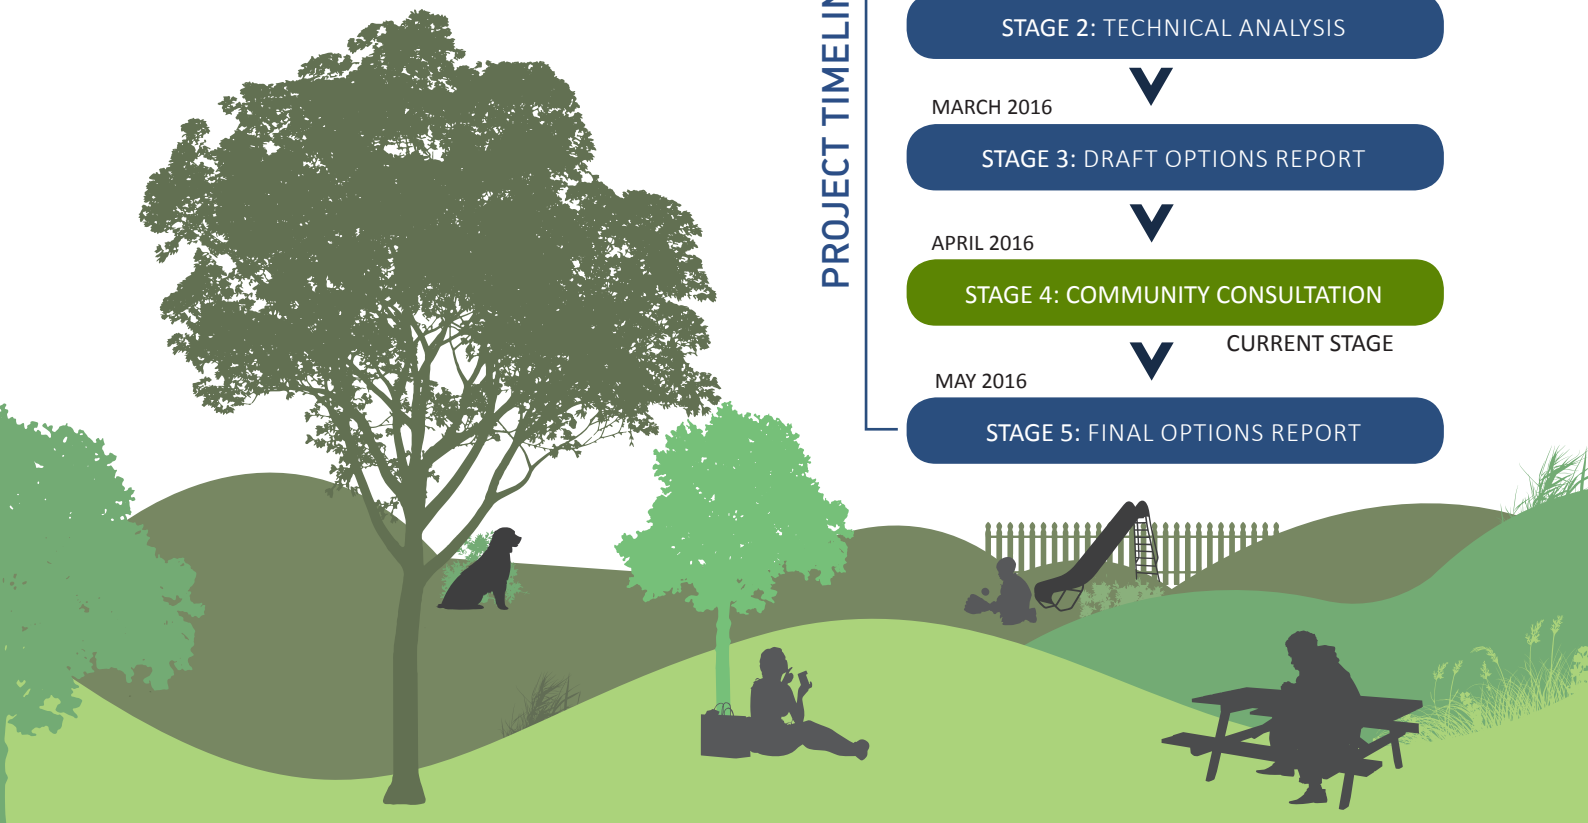 PROJECT TIMELIN
STAGE 2: TECHNICAL ANALYSIS
MARCH 2016
STAGE 3: DRAFT OPTIONS REPORT
APRIL 2016
STAGE 4: COMMUNITY CONSULTATION
CURRENT STAGE
MAY 2016
STAGE 5: FINAL OPTIONS REPORT